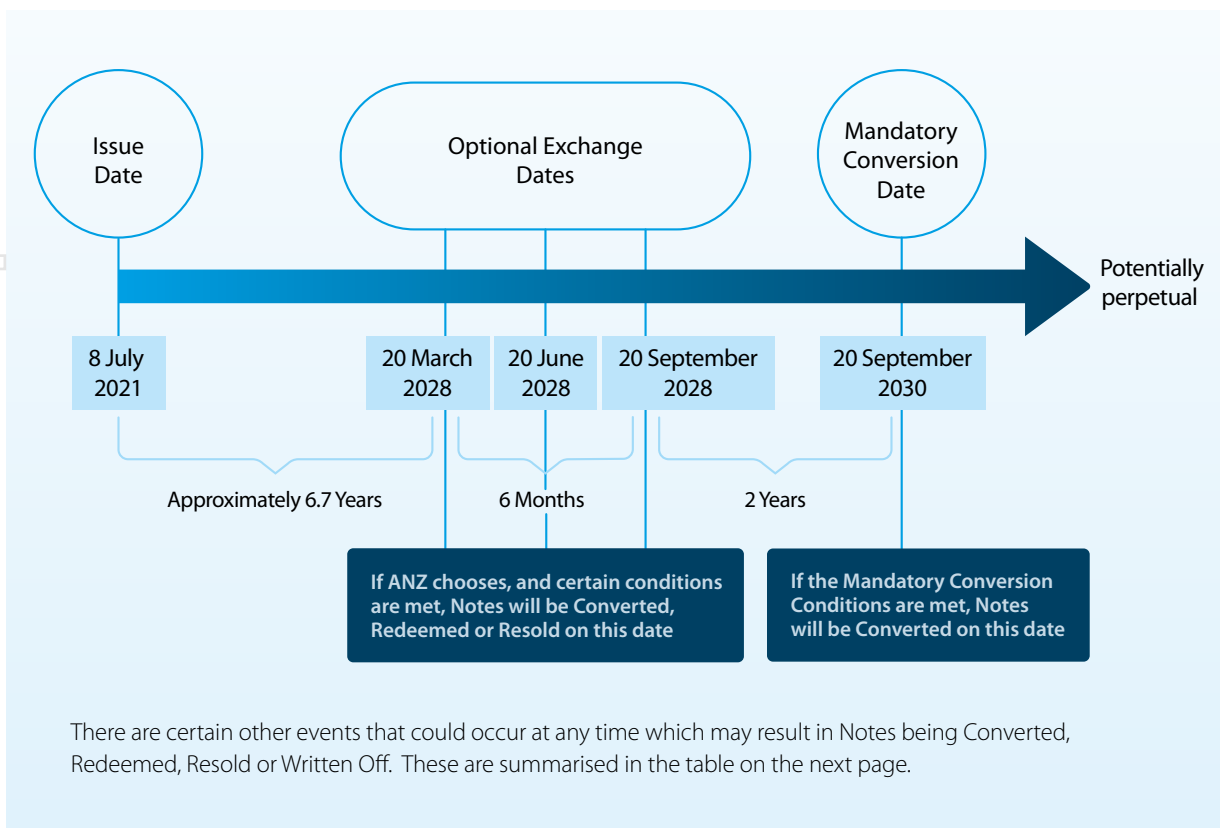 Issue
Date
Optional Exchange
Dates
Mandatory
Conversion
Date
Potentially
perpetual
8 July
2021
20 March
2028
20 June
2028
20 September
2028
20 September
2030
Approximately 6.7 Years
6 Months
2 Years
If ANZ chooses, and certain conditions
are met, Notes will be Converted,
Redeemed or Resold on this date
If the Mandatory Conversion
Conditions are met, Notes
will be Converted on this date
There are certain other events that could occur at any time which may result in Notes being Converted,
Redeemed, Resold or Written Off. These are summarised in the table on the next page.